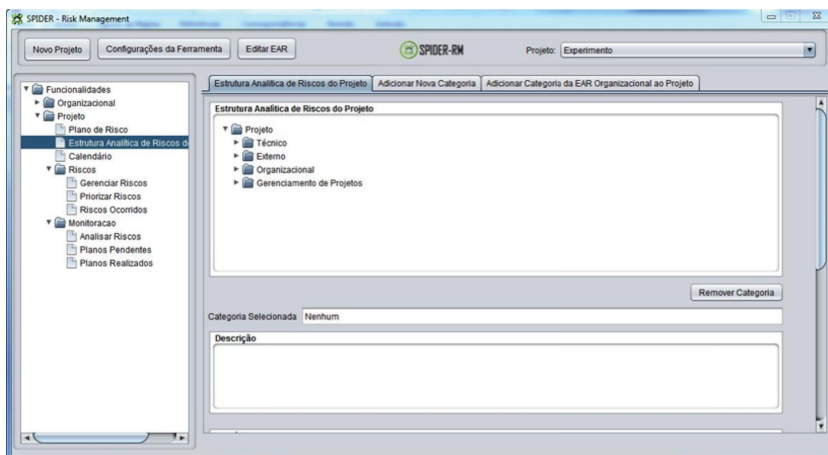 SPIDER - Risk Management
Novo Projeto
Configurações da Ferramenta
Editar EAR
SPIDER-RM
Projeto:
Experimento
Funcionalidades
Organizacional
Projeto
Plano de Risco
Estrutura Analítica de Riscos d
Calendário
Riscos
Gerenciar Riscos
Priorizar Riscos
Riscos Ocorridos
Monitoracao
Analisar Riscos
Planos Pendentes
Planos Realizados
Estrutura Analítica de Riscos do Projeto
Adicionar Nova Categoria
Adicionar Categoria da EAR Organizacional ao Projeto
Estrutura Analítica de Riscos do Projeto
Projeto
Técnico
Externo
Organizacional
Gerenciamento de Projetos
Remover Categoria
Categoria Selecionada
Nenhum
Descrição